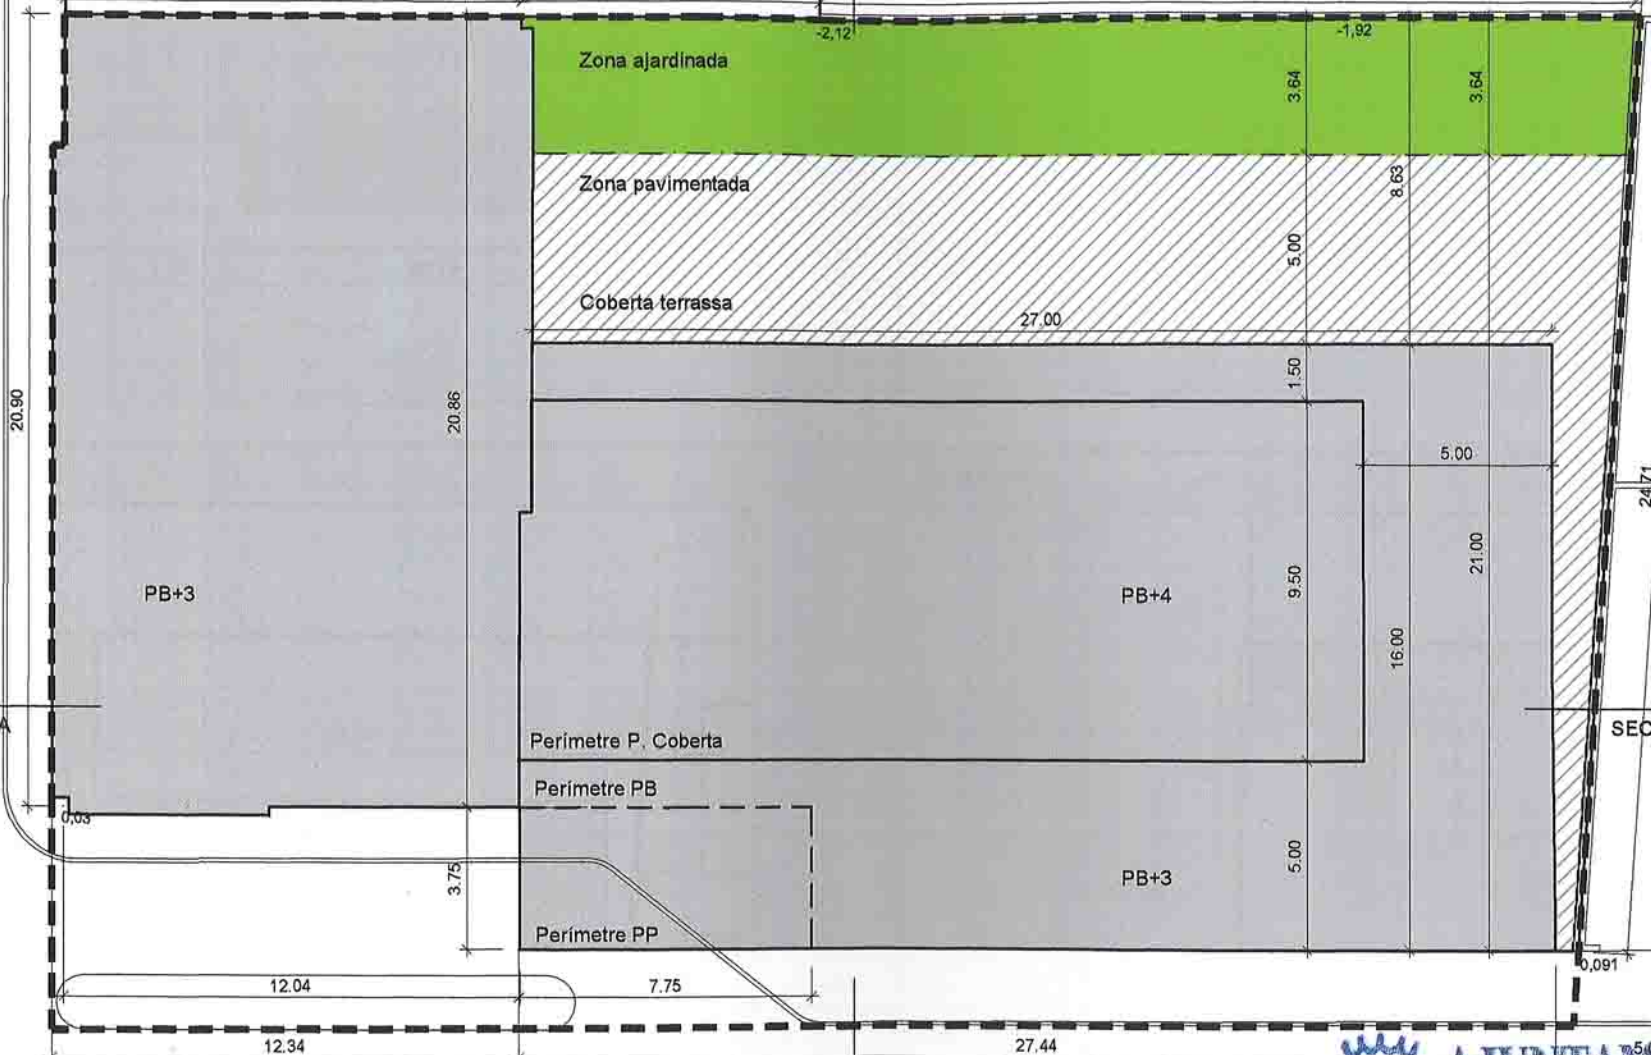 -2,12
-1,92
Zona ajardinada
3.64
3.64
Zona pavimentada
8.63
5.00
Coberta terrassa
27.00
1.50
20.90
20.86
5.00
24.71
21.00
9.50
PB+3
PB+4
16.00
A
SEC
Perímetre P. Coberta
Perímetre PB
0,03
3.75
5.00
PB+3
Perímetre PP
0,091
12.04
7.75
12.34
27.44